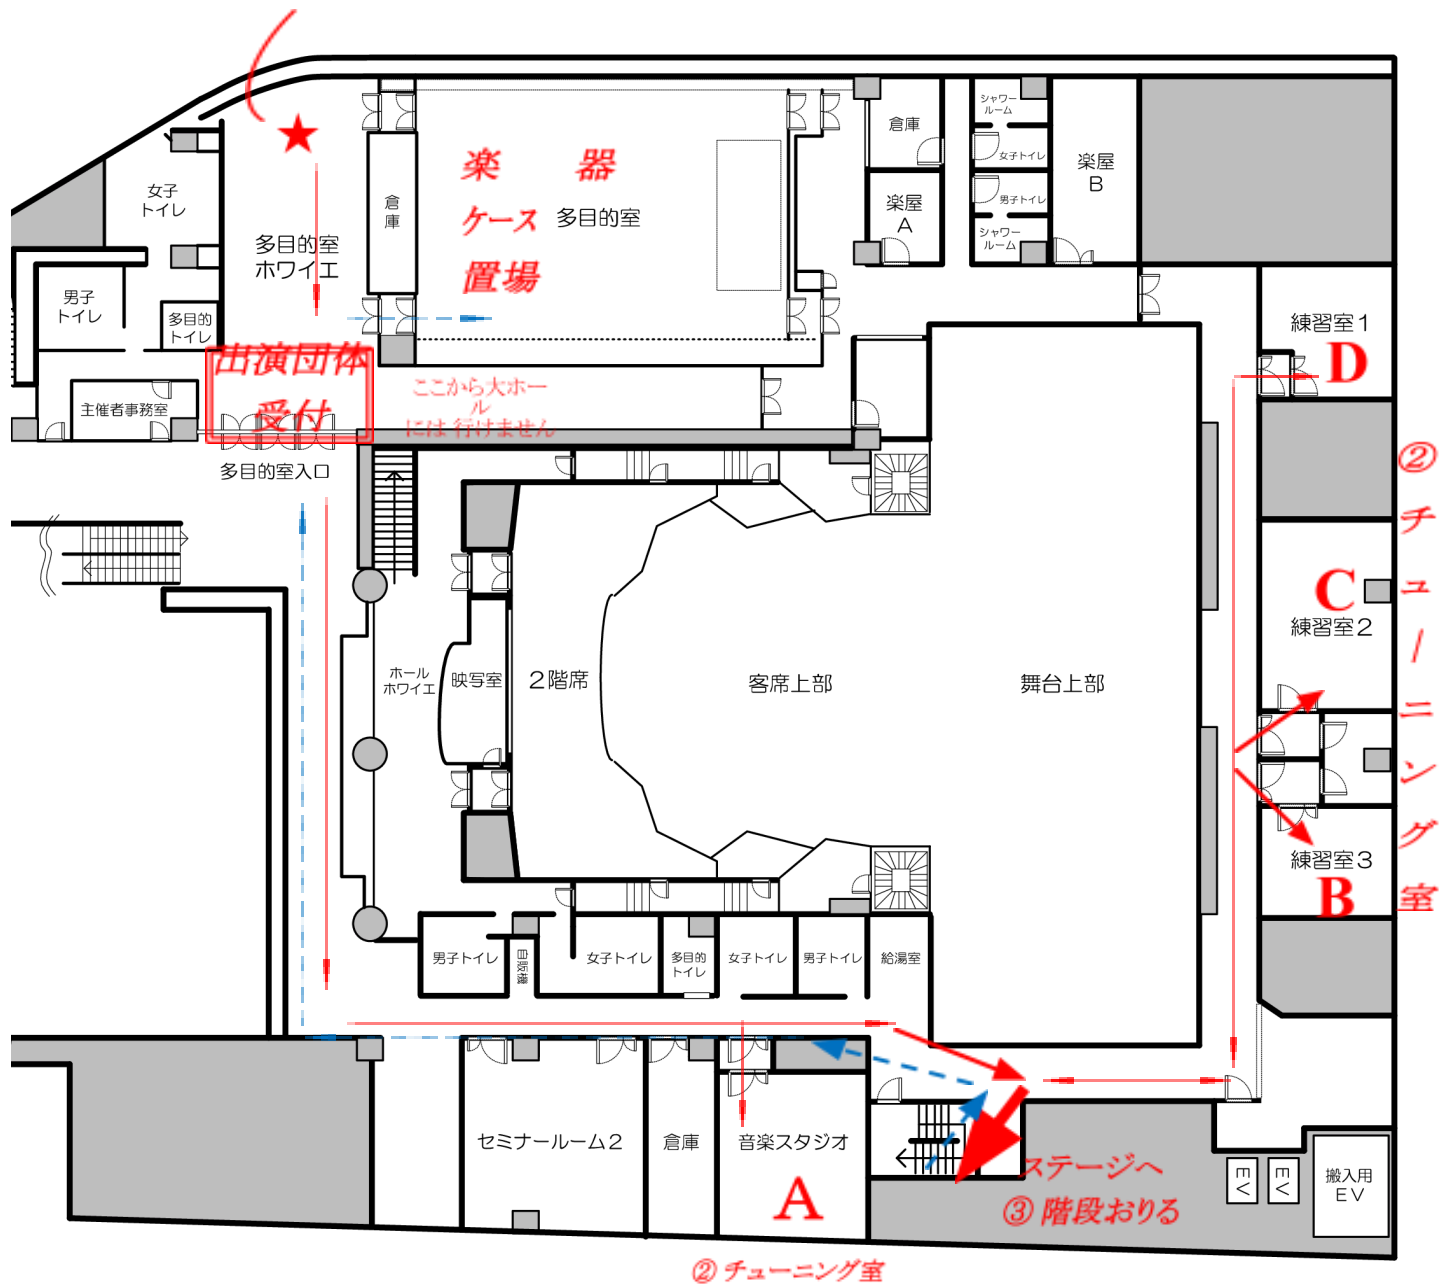 シャワー
ルーム
倉庫
女子トイレ
楽屋
B
楽　器
ケース
置場
多目的室
倉庫
女子
トイレ
男子トイレ
楽屋
A
シャワー
ルーム
多目的室
ホワイエ
男子
トイレ
多目的
トイレ
練習室1
D
出演団体
受付
主催者事務室
ここから大ホー
ル
には 行けません
多目的室入口
②チューニング室
C
練習室2
ホール
ホワイエ
映写室
2階席
客席上部
舞台上部
練習室3
B
男子トイレ
自販機
女子トイレ
多目的
トイレ
女子トイレ
男子トイレ
給湯室
セミナールーム2
倉庫
音楽スタジオ
A
ステージへ
③ 階段おりる
EV
EV
搬入用
EV
② チューニング室